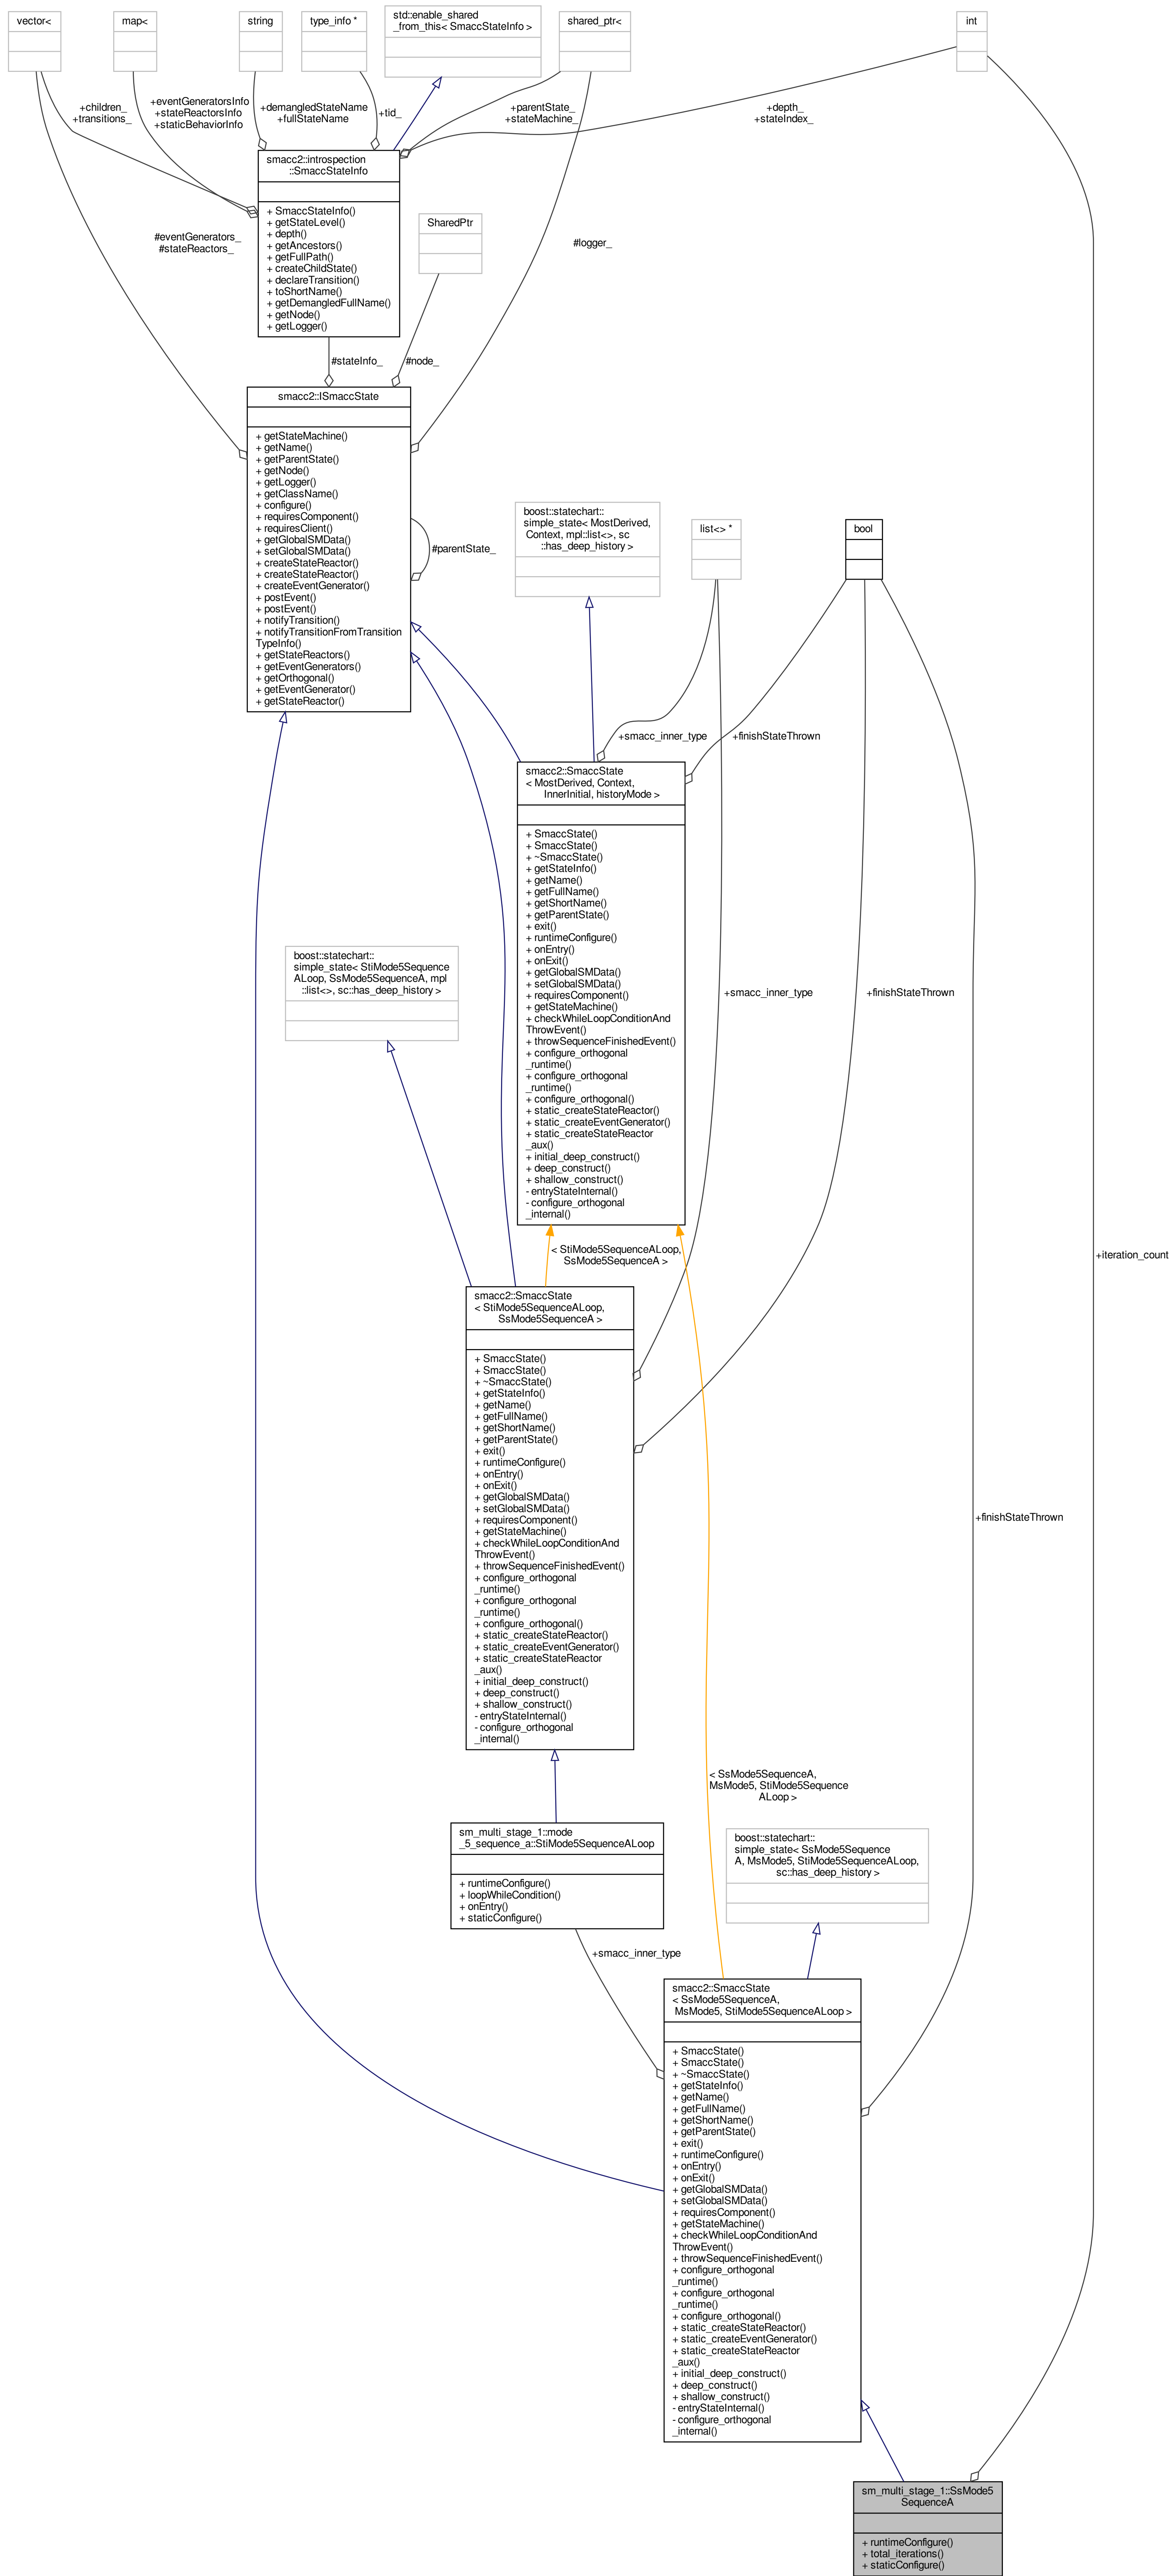 vector<
map<
string
type_info *
std::enable_shared
_from_this< SmaccStateInfo >
shared_ptr<
int
+children_
+transitions_
+eventGeneratorsInfo
+stateReactorsInfo
+staticBehaviorInfo
+demangledStateName
+fullStateName
+tid_
+parentState_
+stateMachine_
+depth_
+stateIndex_
smacc2::introspection
::SmaccStateInfo
+ SmaccStateInfo()
+ getStateLevel()
+ depth()
+ getAncestors()
+ getFullPath()
+ createChildState()
+ declareTransition()
+ toShortName()
+ getDemangledFullName()
+ getNode()
+ getLogger()
SharedPtr
#eventGenerators_
#stateReactors_
#logger_
#stateInfo_
#node_
smacc2::ISmaccState
+ getStateMachine()
+ getName()
+ getParentState()
+ getNode()
+ getLogger()
+ getClassName()
+ configure()
+ requiresComponent()
+ requiresClient()
+ getGlobalSMData()
+ setGlobalSMData()
+ createStateReactor()
+ createStateReactor()
+ createEventGenerator()
+ postEvent()
+ postEvent()
+ notifyTransition()
+ notifyTransitionFromTransition
TypeInfo()
+ getStateReactors()
+ getEventGenerators()
+ getOrthogonal()
+ getEventGenerator()
+ getStateReactor()
#parentState_
boost::statechart::
simple_state< MostDerived,
Context, mpl::list<>, sc
::has_deep_history >
list<> *
bool
+smacc_inner_type
+finishStateThrown
smacc2::SmaccState
< MostDerived, Context,
InnerInitial, historyMode >
+ SmaccState()
+ SmaccState()
+ ~SmaccState()
+ getStateInfo()
+ getName()
+ getFullName()
+ getShortName()
+ getParentState()
+ exit()
+ runtimeConfigure()
+ onEntry()
+ onExit()
+ getGlobalSMData()
+ setGlobalSMData()
+ requiresComponent()
+ getStateMachine()
+ checkWhileLoopConditionAnd
ThrowEvent()
+ throwSequenceFinishedEvent()
+ configure_orthogonal
_runtime()
+ configure_orthogonal
_runtime()
+ configure_orthogonal()
+ static_createStateReactor()
+ static_createEventGenerator()
+ static_createStateReactor
_aux()
+ initial_deep_construct()
+ deep_construct()
+ shallow_construct()
- entryStateInternal()
- configure_orthogonal
_internal()
boost::statechart::
simple_state< StiMode5Sequence
ALoop, SsMode5SequenceA, mpl
::list<>, sc::has_deep_history >
+smacc_inner_type
+finishStateThrown
< StiMode5SequenceALoop,
SsMode5SequenceA >
+iteration_count
smacc2::SmaccState
< StiMode5SequenceALoop,
SsMode5SequenceA >
+ SmaccState()
+ SmaccState()
+ ~SmaccState()
+ getStateInfo()
+ getName()
+ getFullName()
+ getShortName()
+ getParentState()
+ exit()
+ runtimeConfigure()
+ onEntry()
+ onExit()
+ getGlobalSMData()
+ setGlobalSMData()
+ requiresComponent()
+ getStateMachine()
+ checkWhileLoopConditionAnd
ThrowEvent()
+ throwSequenceFinishedEvent()
+ configure_orthogonal
_runtime()
+ configure_orthogonal
_runtime()
+ configure_orthogonal()
+ static_createStateReactor()
+ static_createEventGenerator()
+ static_createStateReactor
_aux()
+ initial_deep_construct()
+ deep_construct()
+ shallow_construct()
- entryStateInternal()
- configure_orthogonal
_internal()
+finishStateThrown
< SsMode5SequenceA,
MsMode5, StiMode5Sequence
ALoop >
sm_multi_stage_1::mode
_5_sequence_a::StiMode5SequenceALoop
+ runtimeConfigure()
+ loopWhileCondition()
+ onEntry()
+ staticConfigure()
boost::statechart::
simple_state< SsMode5Sequence
A, MsMode5, StiMode5SequenceALoop,
sc::has_deep_history >
+smacc_inner_type
smacc2::SmaccState
< SsMode5SequenceA,
MsMode5, StiMode5SequenceALoop >
+ SmaccState()
+ SmaccState()
+ ~SmaccState()
+ getStateInfo()
+ getName()
+ getFullName()
+ getShortName()
+ getParentState()
+ exit()
+ runtimeConfigure()
+ onEntry()
+ onExit()
+ getGlobalSMData()
+ setGlobalSMData()
+ requiresComponent()
+ getStateMachine()
+ checkWhileLoopConditionAnd
ThrowEvent()
+ throwSequenceFinishedEvent()
+ configure_orthogonal
_runtime()
+ configure_orthogonal
_runtime()
+ configure_orthogonal()
+ static_createStateReactor()
+ static_createEventGenerator()
+ static_createStateReactor
_aux()
+ initial_deep_construct()
+ deep_construct()
+ shallow_construct()
- entryStateInternal()
- configure_orthogonal
_internal()
sm_multi_stage_1::SsMode5
SequenceA
+ runtimeConfigure()
+ total_iterations()
+ staticConfigure()